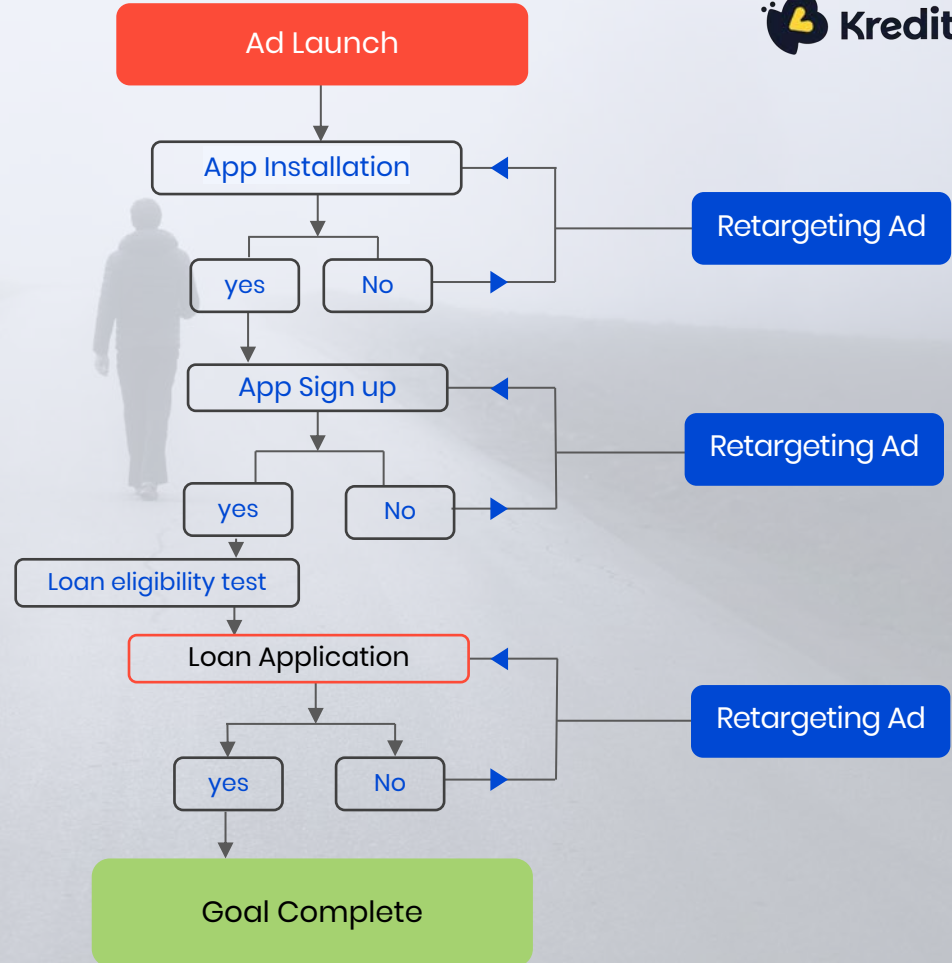 Ad Launch
Kredit
App Installation
Retargeting Ad
yes
No
App Sign up
Retargeting Ad
yes
No
Loan eligibility test
Loan Application
Retargeting Ad
yes
No
Goal Complete